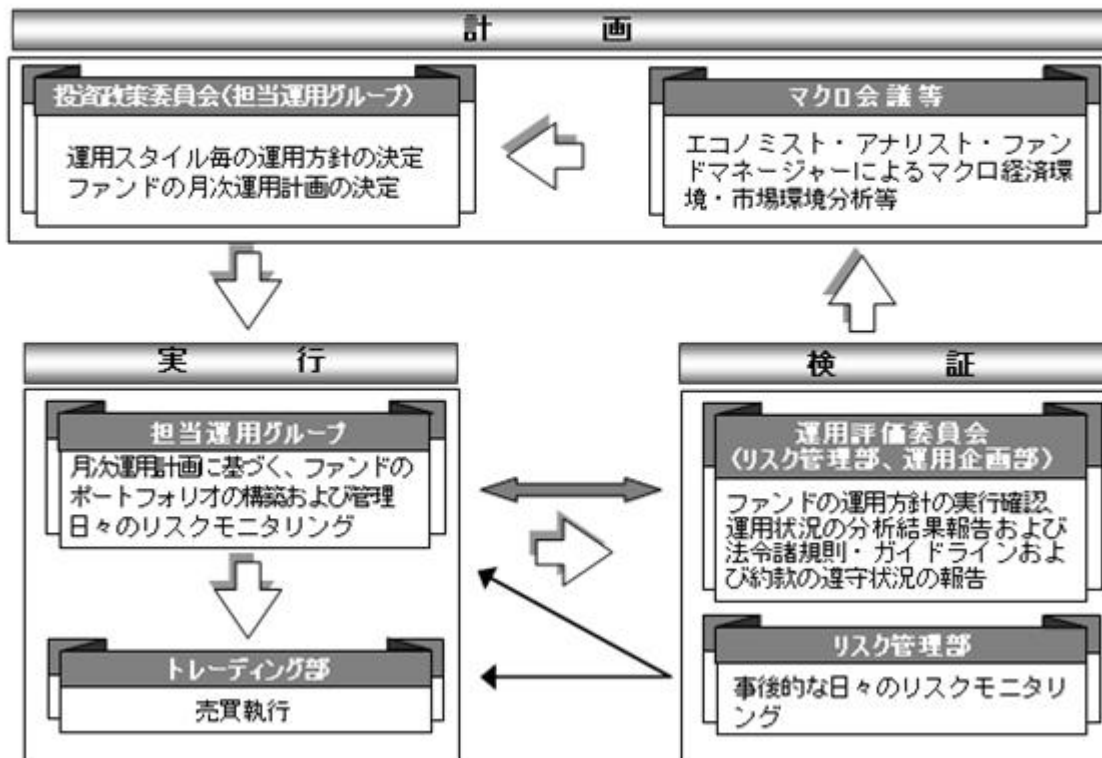 計画
投資政策委員会(担当運用グループ)
運用スタイル毎の運用方針の決定
ファンドの月次運用計画の決定
マクロ会議等
エコノミスト・アナリスト・ファン
ドマネージャーによるマクロ経済環
境・市場環境分析等
実行
担当運用グループ
月次運用計画に基づく、ファンドの
ポートフォリオの構築および管理
日々のリスクモニタリング
トレーディング部
売買執行
検証
運用評価委員会
(リスク管理部、運用企画部)
ファンドの運用方針の実行確認、
運用状況の分析結果報告および
法令諸規則・ガイドラインおよ
び約款の遵守状況の報告
リスク管理部
事後的な日々のリスクモニタリ
ング